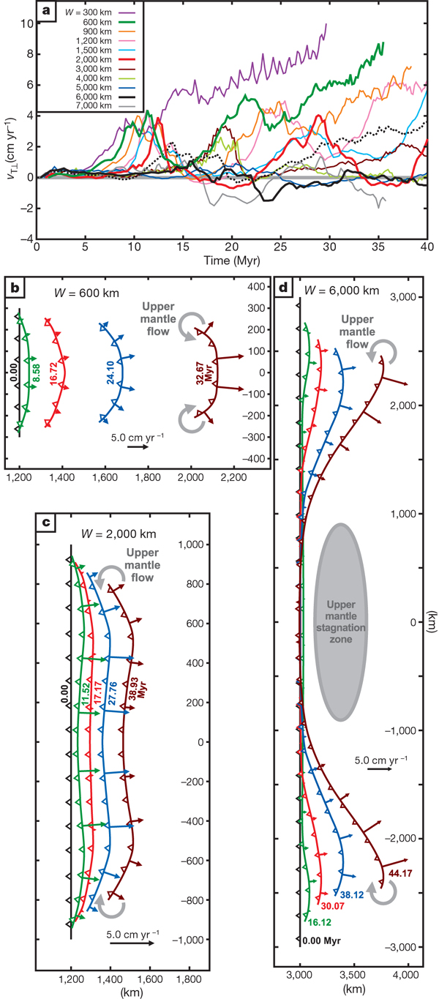 a
W = 300 km
600 km
900 km
1,200 km
1,500 km
2,000 km
3,000 km
4,000 km
5,000 km
6,000 km
7,000 km
10
8
6
4
2
0
−2
−4
v T⊥ (cm yr⁻¹)
0 5 10 15 20 25 30 35 40
Time (Myr)
b
W = 600 km
Upper
mantle
flow
0.00
8.58
16.72
24.10
32.67
Myr
5.0 cm yr⁻¹
400
300
200
100
0
−100
−200
−300
−400
1,200 1,400 1,600 1,800 2,000 2,200
c
W = 2,000 km
Upper
mantle
flow
0.00
11.52
17.17
27.76
38.93
Myr
5.0 cm yr⁻¹
1,000
800
600
400
200
0
−200
−400
−600
−800
−1,000
1,200 1,400 1,600 1,800
(km)
d
W = 6,000 km
Upper
mantle
flow
Upper
mantle
stagnation
zone
5.0 cm yr⁻¹
44.17
38.12
30.07
16.12
0.00 Myr
3,000
2,000
1,000
0
−1,000
−2,000
−3,000
(km)
3,000 3,500 4,000
(km)